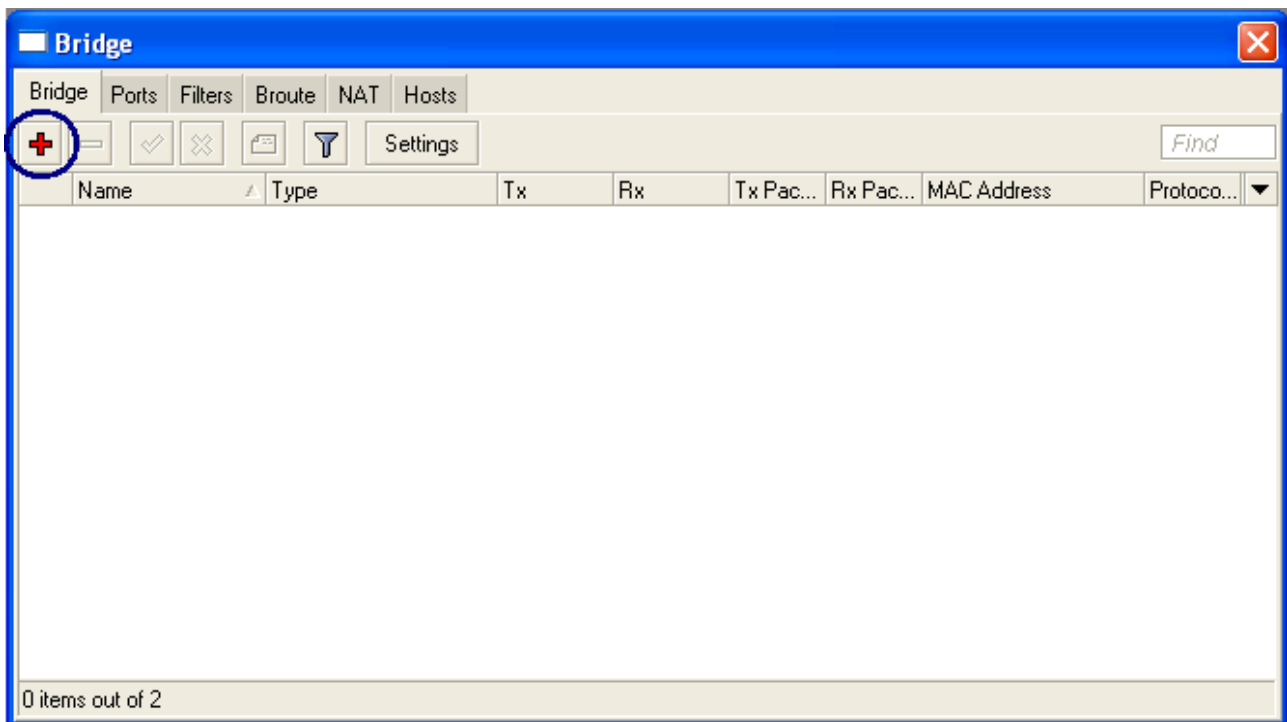 Bridge
Bridge Ports Filters Broute NAT Hosts
Settings Find
Name Type Tx Rx Tx Pac... Rx Pac... MAC Address Protoco...
0 items out of 2